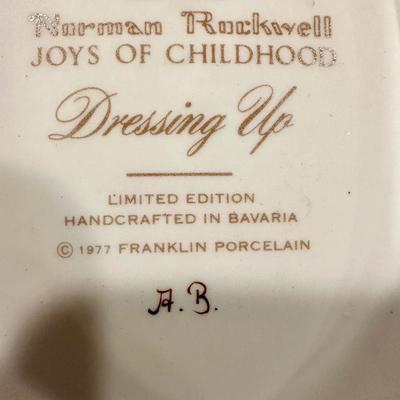 Norman Rockwell
JOYS OF CHILDHOOD
Dressing Up
LIMITED EDITION
HANDCRAFTED IN BAVARIA
© 1977 FRANKLIN PORCELAIN
A.B.